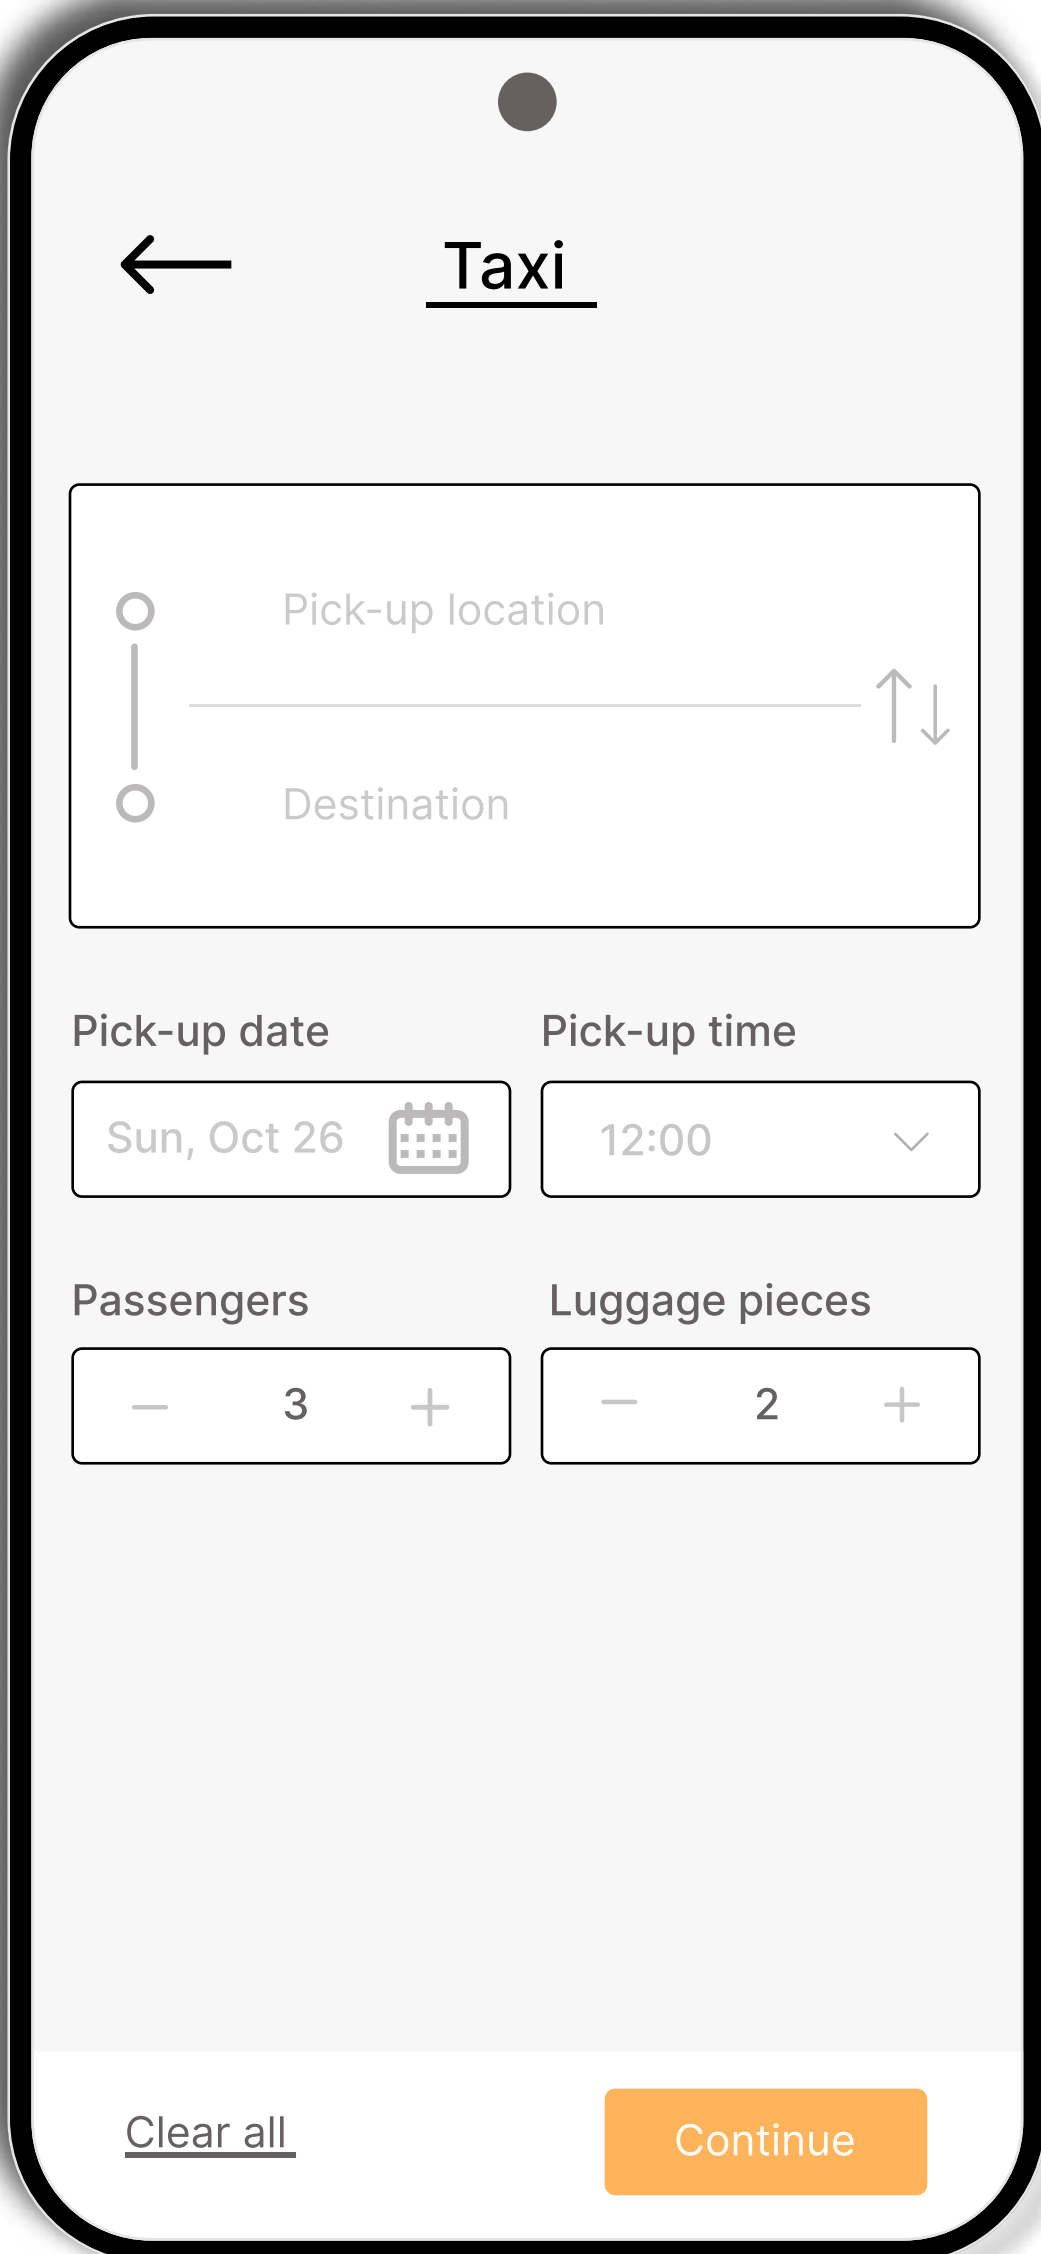 Taxi
Pick-up location
Destination
Pick-up date
Pick-up time
Sun, Oct 26
12:00
Passengers
Luggage pieces
3
2
Clear all
Continue